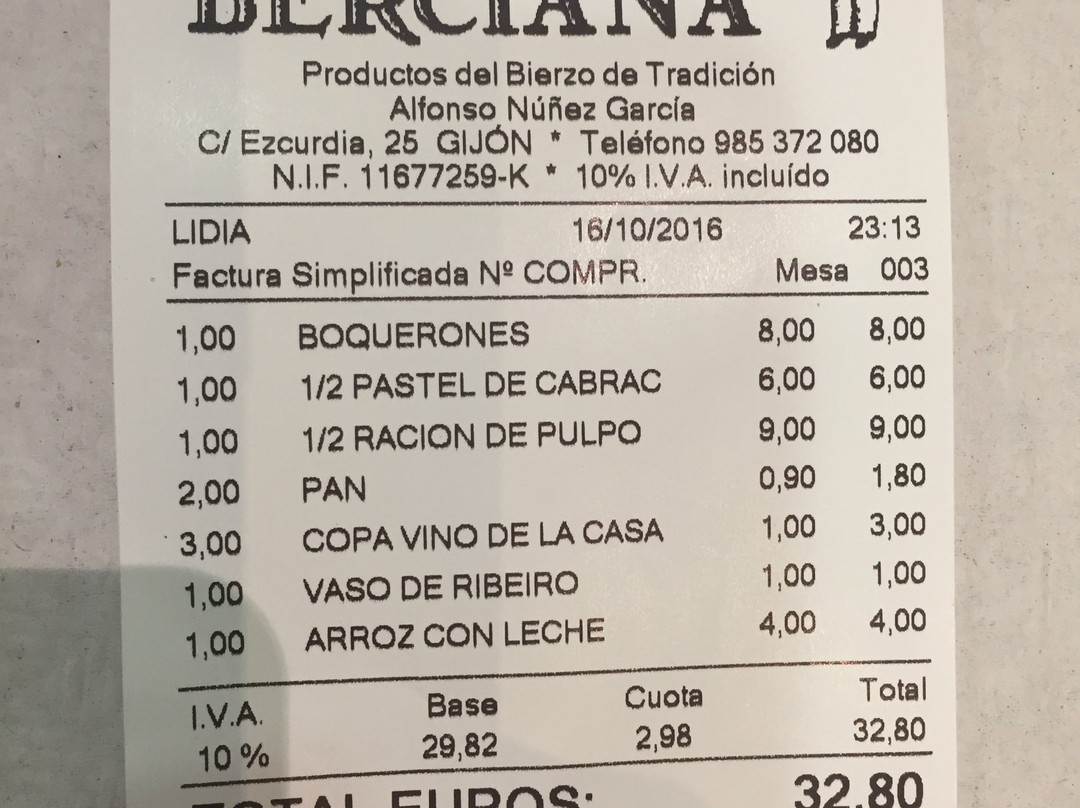 BERCIANA
Productos del Bierzo de Tradición
Alfonso Núñez García
C/ Ezcurdia, 25 GIJÓN * Teléfono 985 372 080
N.I.F. 11677259-K * 10% I.V.A. incluído
LIDIA 16/10/2016 23:13
Factura Simplificada Nº COMPR. Mesa 003
1,00 BOQUERONES 8,00 8,00
1,00 1/2 PASTEL DE CABRAC 6,00 6,00
1,00 1/2 RACION DE PULPO 9,00 9,00
2,00 PAN 0,90 1,80
3,00 COPA VINO DE LA CASA 1,00 3,00
1,00 VASO DE RIBEIRO 1,00 1,00
1,00 ARROZ CON LECHE 4,00 4,00
I.V.A. Base Cuota Total
10 % 29,82 2,98 32,80
TOTAL EUROS: 32,80